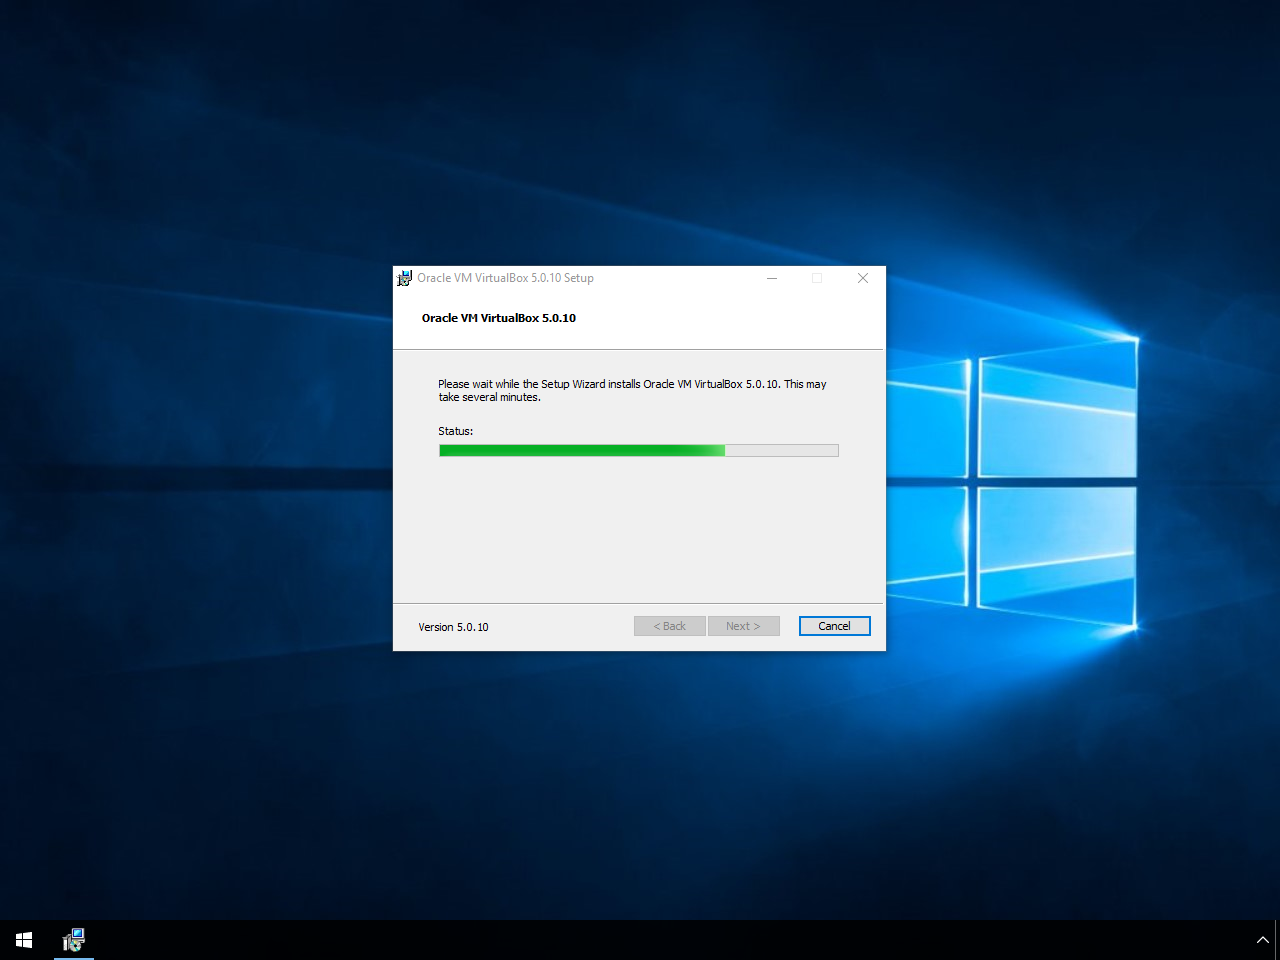 Oracle VM VirtualBox 5.0.10 Setup
Oracle VM VirtualBox 5.0.10
Please wait while the Setup Wizard installs Oracle VM VirtualBox 5.0.10. This may
take several minutes.
Status:
Version 5.0.10
< Back
Next >
Cancel